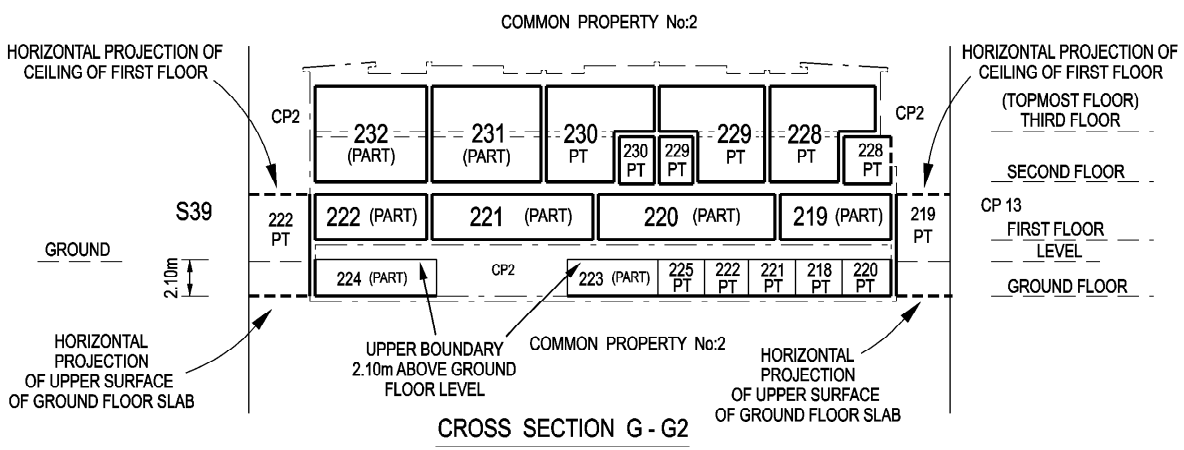 COMMON PROPERTY No:2
HORIZONTAL PROJECTION OF
CEILING OF FIRST FLOOR
HORIZONTAL PROJECTION OF
CEILING OF FIRST FLOOR
(TOPMOST FLOOR)
THIRD FLOOR
SECOND FLOOR
CP2
CP2
232
(PART)
231
(PART)
230
PT
230
PT
229
PT
229
PT
228
PT
228
PT
S39
222
PT
222 (PART)
221 (PART)
220 (PART)
219 (PART)
219
PT
CP 13
FIRST FLOOR
LEVEL
GROUND FLOOR
GROUND
2.10m
224 (PART)
CP2
223 (PART)
225
PT
222
PT
221
PT
218
PT
220
PT
HORIZONTAL
PROJECTION
OF UPPER SURFACE
OF GROUND FLOOR SLAB
UPPER BOUNDARY
2.10m ABOVE GROUND
FLOOR LEVEL
COMMON PROPERTY No:2
HORIZONTAL
PROJECTION
OF UPPER SURFACE
OF GROUND FLOOR SLAB
CROSS SECTION G - G2